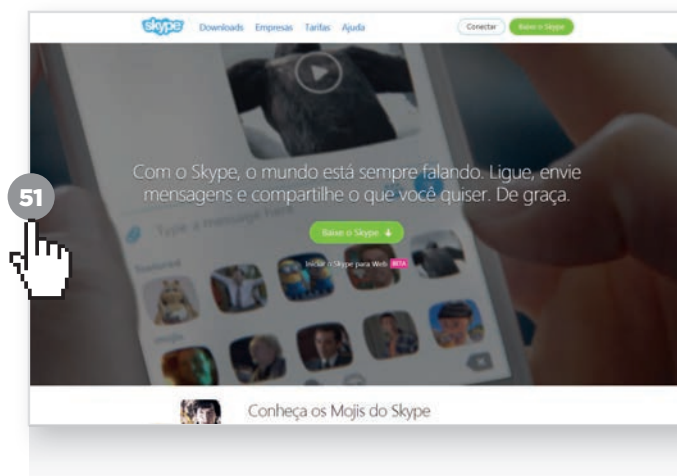 skype Downloads Empresas Tarifas Ajuda Conectar Baixe o Skype
Com o Skype, o mundo está sempre falando. Ligue, envie
mensagens e compartilhe o que você quiser. De graça.
51
Type a message here
Baixe o Skype
featured
Iniciar o Skype para Web BETA
mojis
Conheça os Mojis do Skype